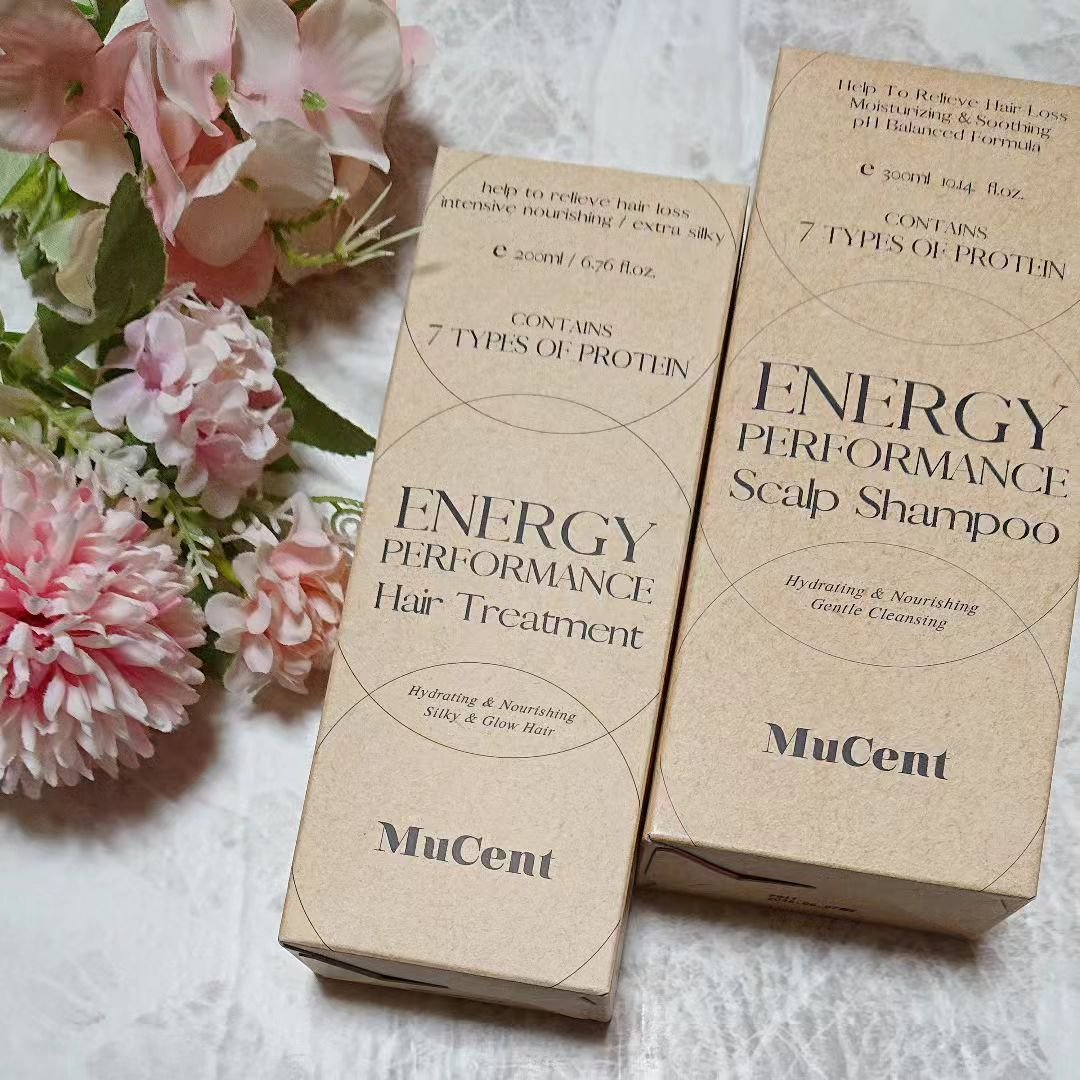 help to relieve hair loss
intensive nourishing / extra silky
e 200ml / 6.76 fl.oz.
CONTAINS
7 TYPES OF PROTEIN
ENERGY
PERFORMANCE
Hair Treatment
Hydrating & Nourishing
Silky & Glow Hair
MuCent
Help To Relieve Hair Loss
Moisturizing & Soothing
pH Balanced Formula
e 300ml 10.14 fl.oz.
CONTAINS
7 TYPES OF PROTEIN
ENERGY
PERFORMANCE
Scalp Shampoo
Hydrating & Nourishing
Gentle Cleansing
MuCent